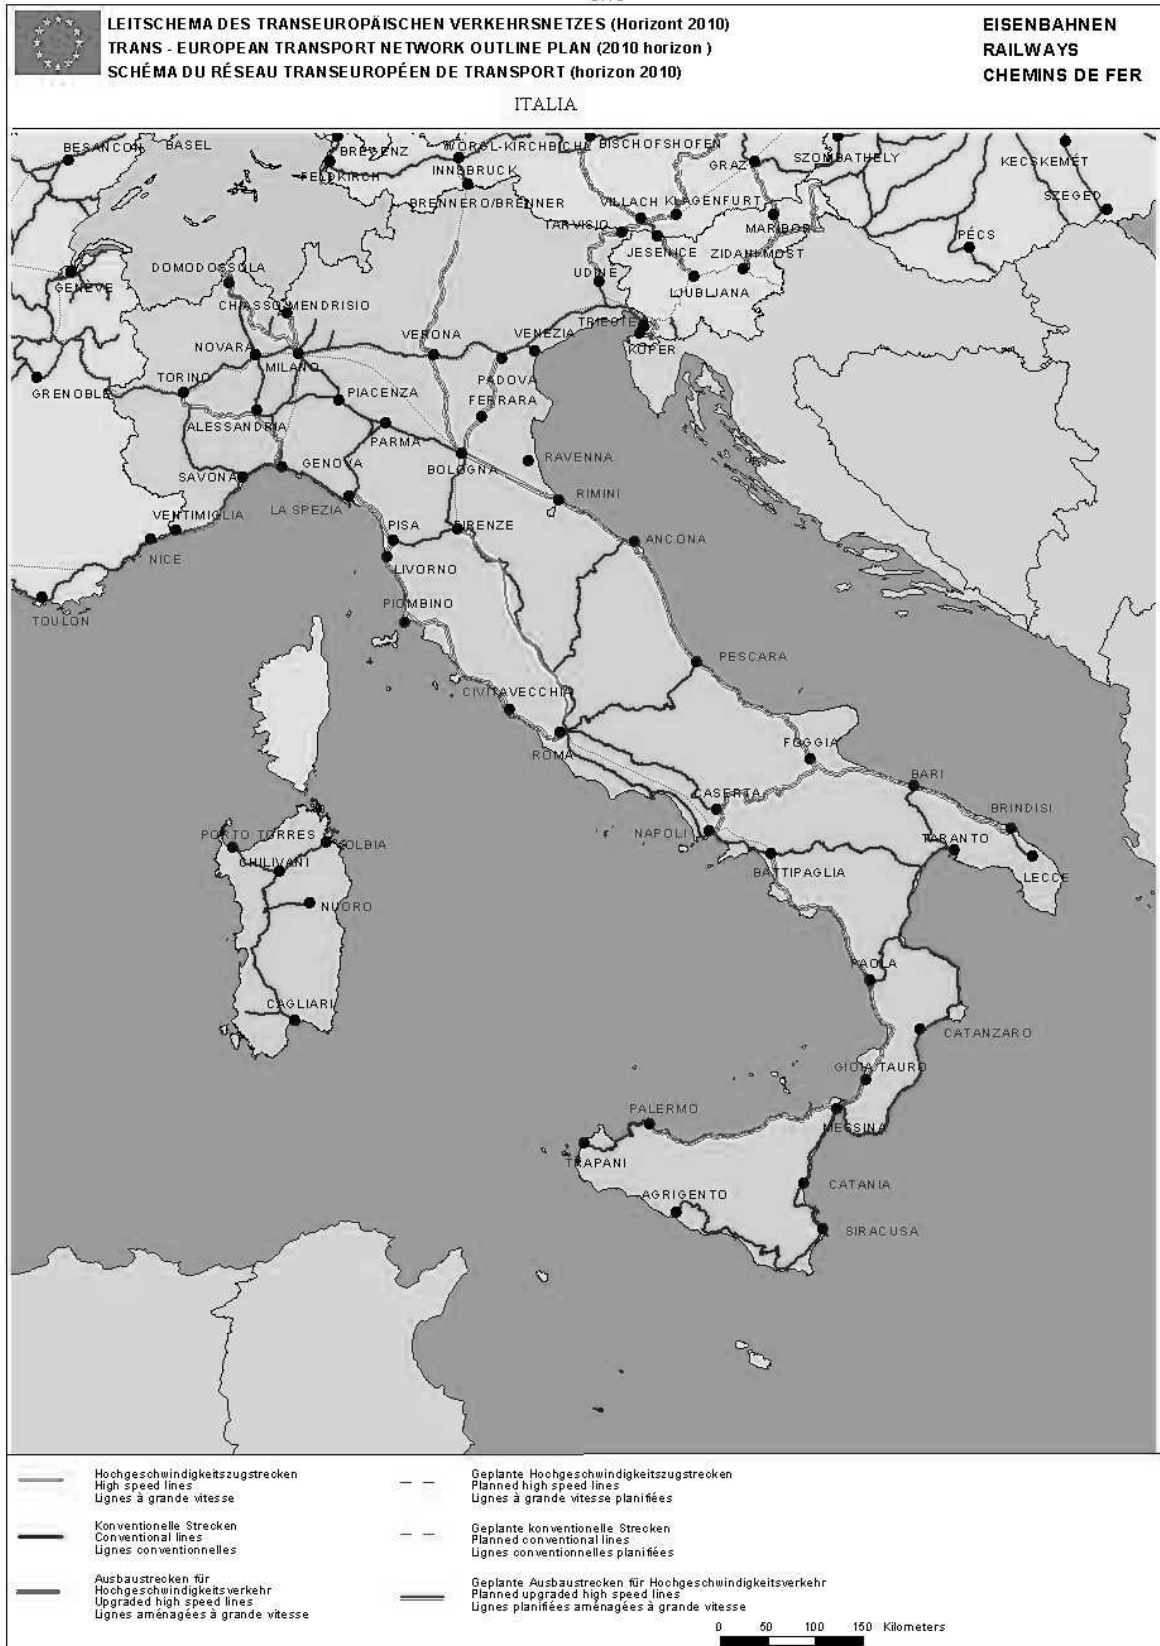 LEITSCHEMA DES TRANSEUROPÄISCHEN VERKEHRSNETZES (Horizont 2010)
TRANS - EUROPEAN TRANSPORT NETWORK OUTLINE PLAN (2010 horizon )
SCHÉMA DU RÉSEAU TRANSEUROPÉEN DE TRANSPORT (horizon 2010)
EISENBAHNEN
RAILWAYS
CHEMINS DE FER
ITALIA
BESANCON
BASEL
BREGENZ
WÖRGL-KIRCHBICHL
BISCHOFSHOFEN
GRAZ
SZOMBATHELY
KECSKEMÉT
FELDKIRCH
INNSBRUCK
BRENNERO/BRENNER
VILLACH
KLAGENFURT
SZEGED
TARVISIO
MARIBOR
PÉCS
DOMODOSSOLA
JESENICE
ZIDANI MOST
GENÈVE
UDINE
LJUBLJANA
CHIASSO MENDRISIO
TRIESTE
NOVARA
MILANO
VERONA
VENEZIA
KOPER
GRENOBLE
TORINO
PADOVA
PIACENZA
FERRARA
ALESSANDRIA
PARMA
SAVONA
GENOVA
BOLOGNA
RAVENNA
LA SPEZIA
RIMINI
VENTIMIGLIA
PISA
FIRENZE
NICE
ANCONA
LIVORNO
TOULON
PIOMBINO
PESCARA
CIVITAVECCHIA
ROMA
FOGGIA
BARI
CASERTA
BRINDISI
PORTO TORRES
OLBIA
NAPOLI
TARANTO
CHILIVANI
BATTIPAGLIA
LECCE
NUORO
PAOLA
CAGLIARI
CATANZARO
GIOIA TAURO
PALERMO
MESSINA
TRAPANI
CATANIA
AGRIGENTO
SIRACUSA
Hochgeschwindigkeitszugstrecken
High speed lines
Lignes à grande vitesse
Konventionelle Strecken
Conventional lines
Lignes conventionnelles
Ausbaustrecken für
Hochgeschwindigkeitsverkehr
Upgraded high speed lines
Lignes aménagées à grande vitesse
Geplante Hochgeschwindigkeitszugstrecken
Planned high speed lines
Lignes à grande vitesse planifiées
Geplante konventionelle Strecken
Planned conventional lines
Lignes conventionnelles planifiées
Geplante Ausbaustrecken für Hochgeschwindigkeitsverkehr
Planned upgraded high speed lines
Lignes planifiées aménagées à grande vitesse
0 50 100 150 Kilometers